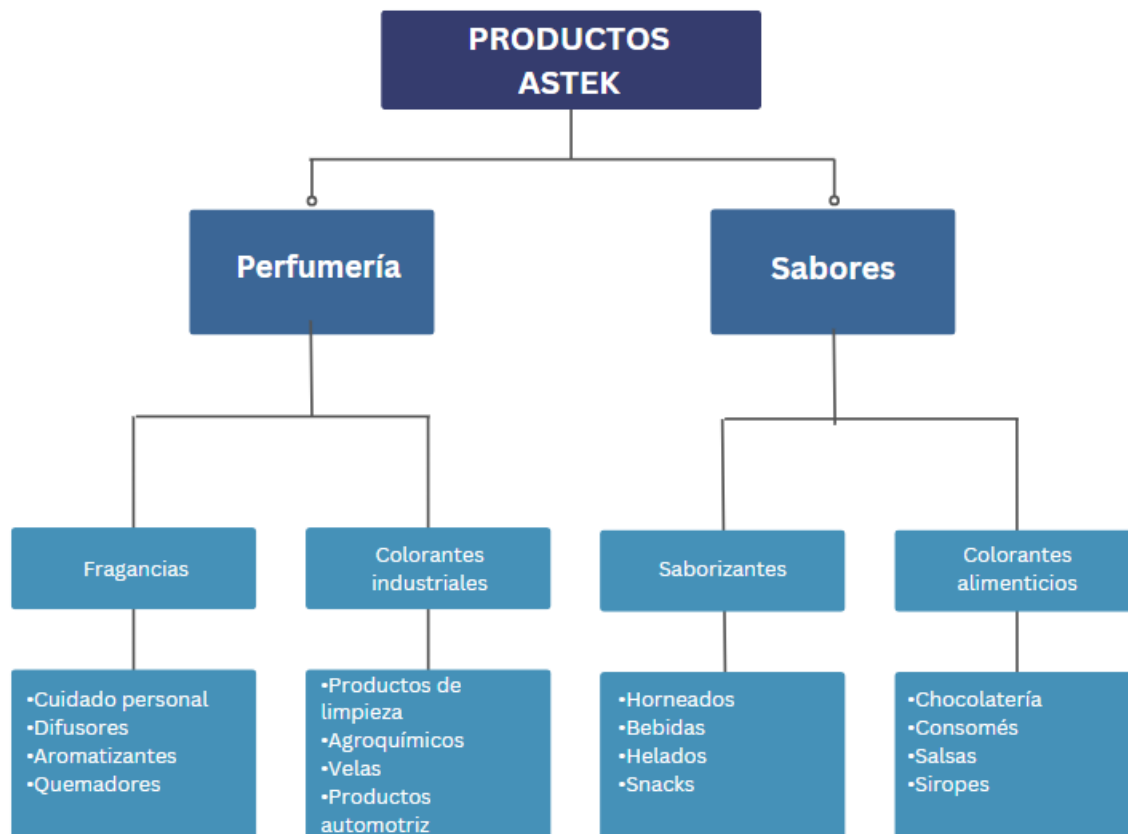 PRODUCTOS
ASTEK
Perfumería
Sabores
Fragancias
Colorantes
industriales
Saborizantes
Colorantes
alimenticios
•Cuidado personal
•Difusores
•Aromatizantes
•Quemadores
•Productos de
limpieza
•Agroquímicos
•Velas
•Productos
automotriz
•Horneados
•Bebidas
•Helados
•Snacks
•Chocolatería
•Consomés
•Salsas
•Siropes